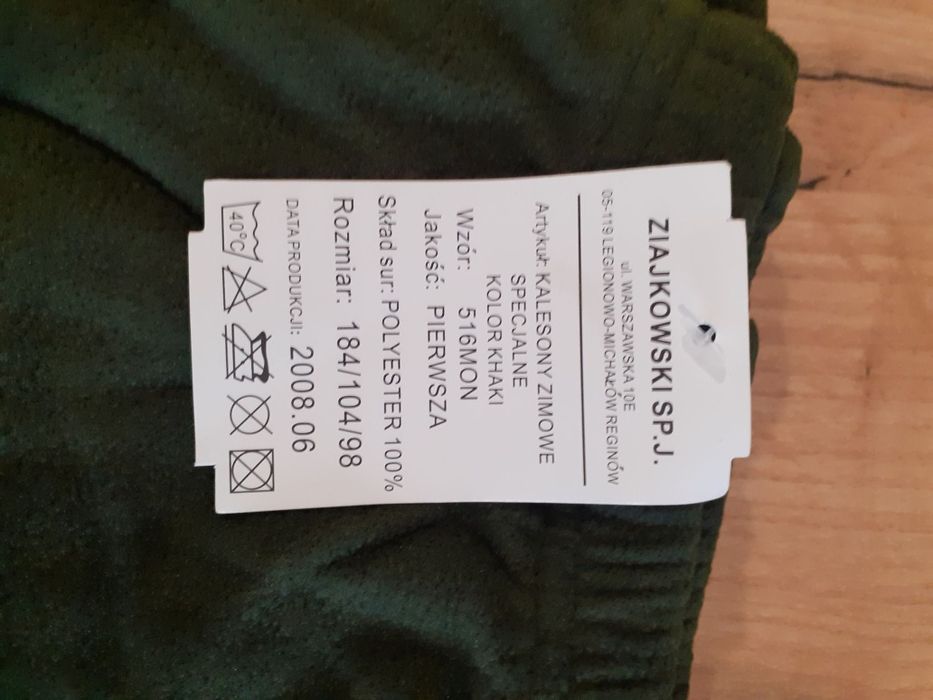 ZIAJKOWSKI SP.J.
ul. WARSZAWSKA 10E
05-119 LEGIONOWO-MICHAŁÓW REGINÓW
Artykuł: KALESONY ZIMOWE
SPECJALNE
KOLOR KHAKI
Wzór: 516MON
Jakość: PIERWSZA
Skład sur: POLYESTER 100%
Rozmiar: 184/104/98
DATA PRODUKCJI: 2008.06
40°C